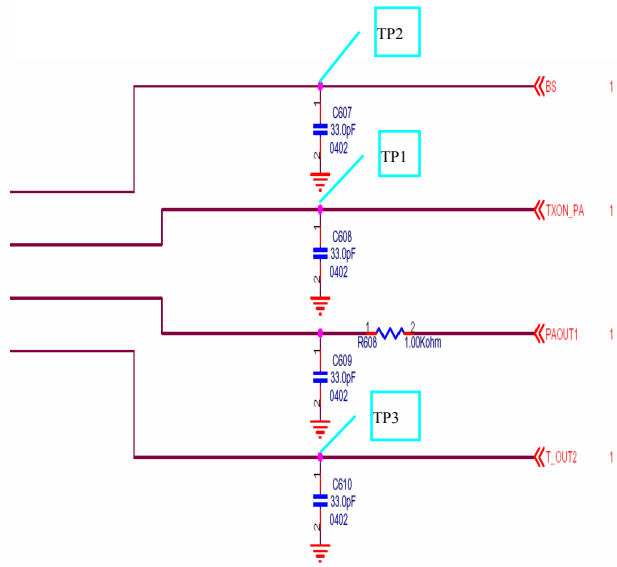 TP2
BS 1
1
C607
33.0pF
0402
2
TP1
TXON_PA 1
1
C608
33.0pF
0402
2
1 2
R608 1.00Kohm
PAOUT1 1
1
C609
33.0pF
0402
2
TP3
T_OUT2 1
1
C610
33.0pF
0402
2